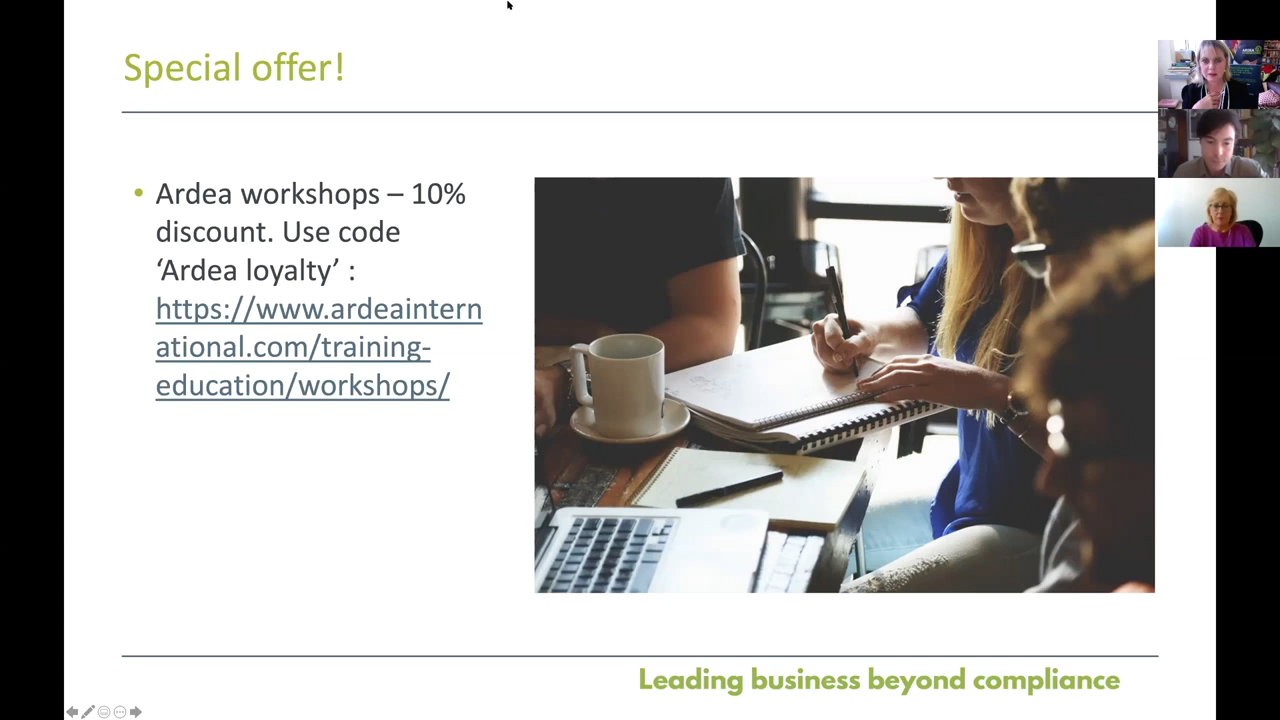 Special offer!
• Ardea workshops – 10%
discount. Use code
‘Ardea loyalty’ :
https://www.ardeaintern
ational.com/training-
education/workshops/
Leading business beyond compliance